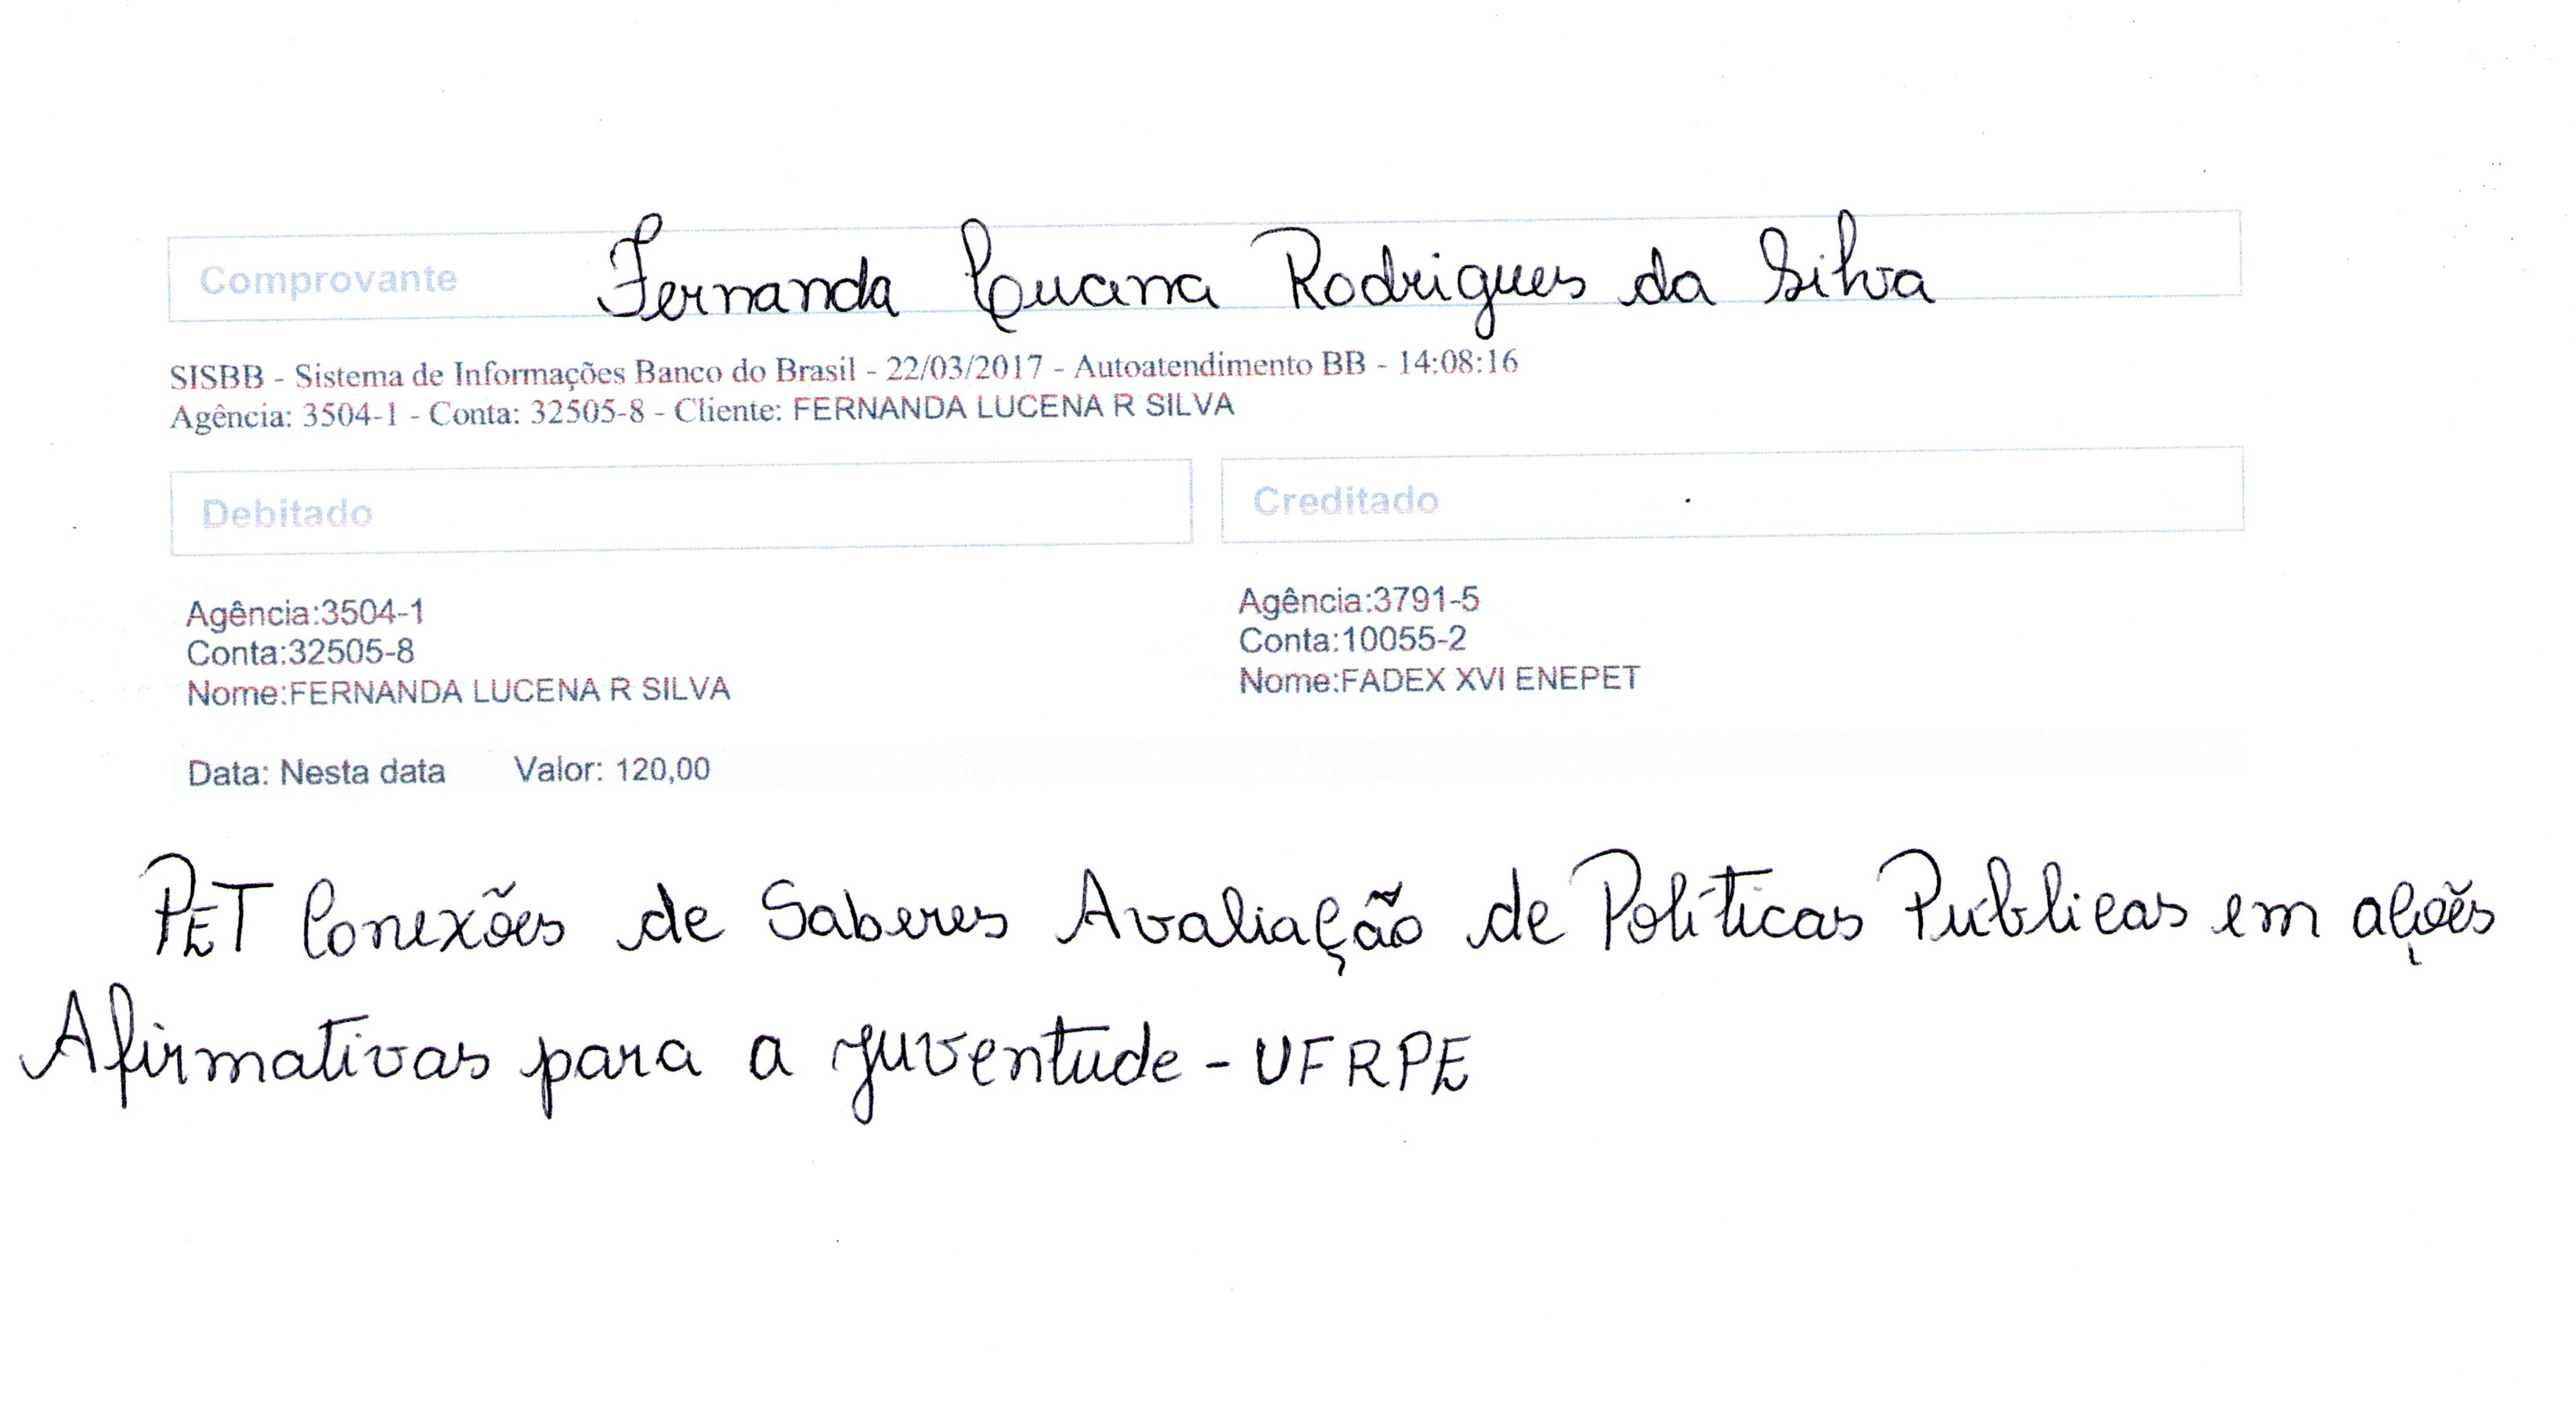 Comprovante Fernanda Luana Rodrigues da Silva
SISBB - Sistema de Informações Banco do Brasil - 22/03/2017 - Autoatendimento BB - 14:08:16
Agência: 3504-1 - Conta: 32505-8 - Cliente: FERNANDA LUCENA R SILVA
Debitado
Creditado
Agência:3504-1
Conta:32505-8
Nome:FERNANDA LUCENA R SILVA
Agência:3791-5
Conta:10055-2
Nome:FADEX XVI ENEPET
Data: Nesta data Valor: 120,00
PET Conexões de Saberes Avaliação de Políticas Públicas em ações
Afirmativas para a juventude - UFRPE